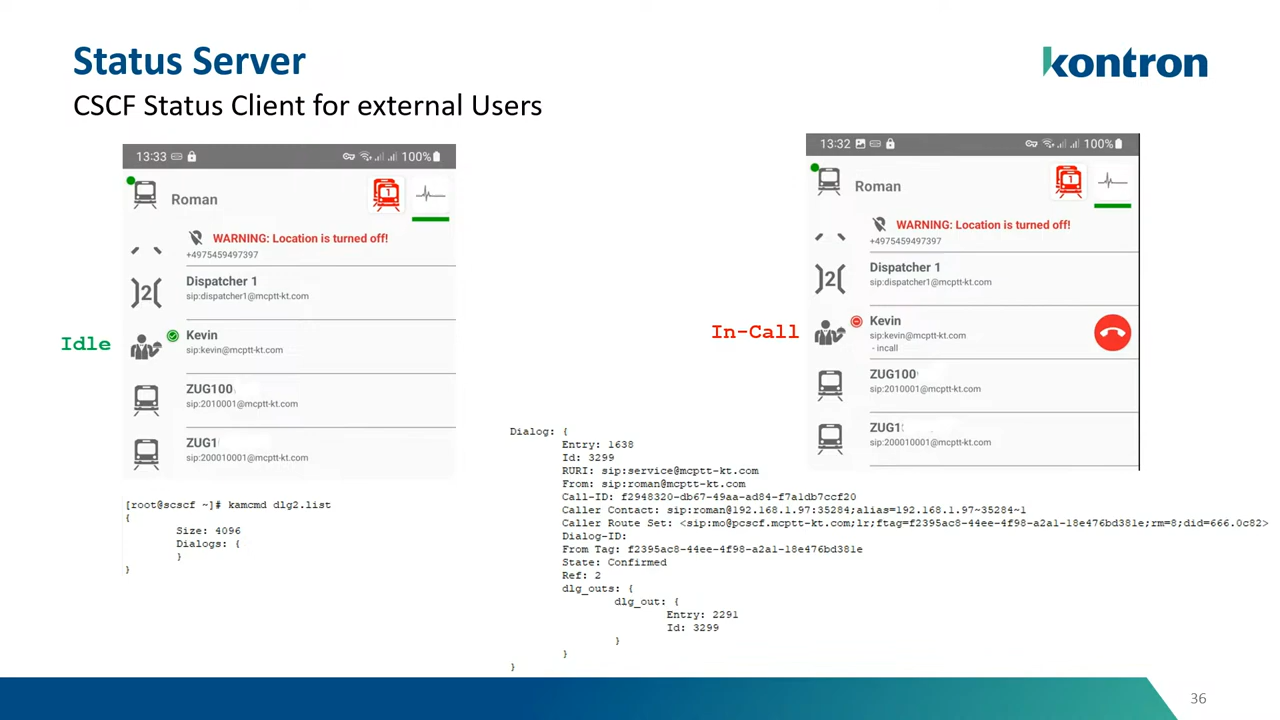 Status Server
kontron
CSCF Status Client for external Users
13:33
100%
Roman
1
WARNING: Location is turned off!
+4975459497397
)2(
Dispatcher 1
sip:dispatcher1@mcptt-kt.com
Idle
Kevin
sip:kevin@mcptt-kt.com
ZUG100
sip:2010001@mcptt-kt.com
ZUG1
sip:200010001@mcptt-kt.com
[root@scscf ~]# kamcmd dlg2.list
{
Size: 4096
Dialogs: {
}
}
13:32
100%
Roman
1
WARNING: Location is turned off!
+4975459497397
)2(
Dispatcher 1
sip:dispatcher1@mcptt-kt.com
In-Call
Kevin
sip:kevin@mcptt-kt.com
- incall
ZUG100
sip:2010001@mcptt-kt.com
ZUG1
sip:200010001@mcptt-kt.com
Dialog: {
Entry: 1638
Id: 3299
RURI: sip:service@mcptt-kt.com
From: sip:roman@mcptt-kt.com
Call-ID: f2948320-db67-49aa-ad84-f7a1db7ccf20
Caller Contact: sip:roman@192.168.1.97:35284;alias=192.168.1.97~35284~1
Caller Route Set: <sip:mo@pcscf.mcptt-kt.com;lr;ftag=f2395ac8-44ee-4f98-a2a1-18e476bd381e;rm=8;did=666.0c82>
Dialog-ID:
From Tag: f2395ac8-44ee-4f98-a2a1-18e476bd381e
State: Confirmed
Ref: 2
dlg_outs: {
dlg_out: {
Entry: 2291
Id: 3299
}
}
}
36